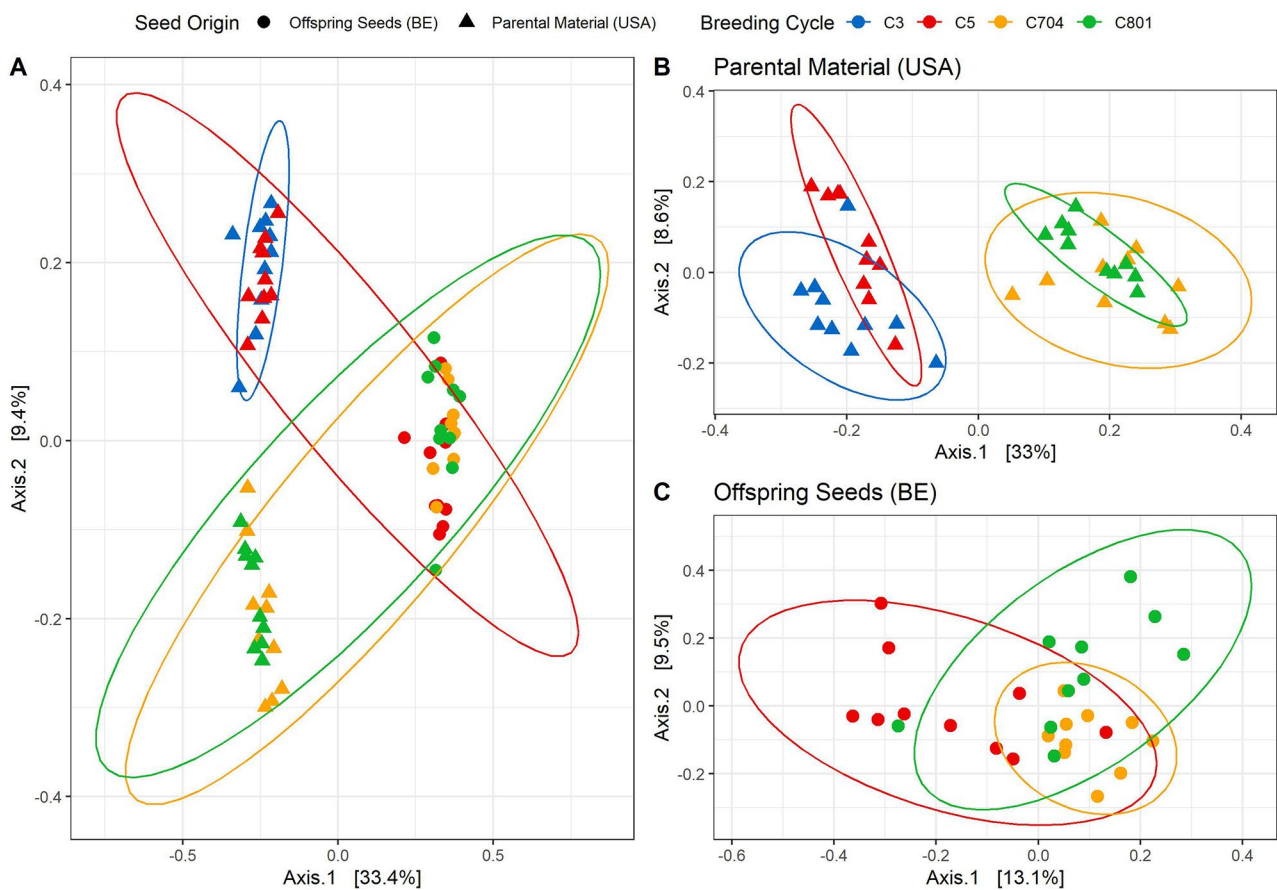 Seed Origin Offspring Seeds (BE) Parental Material (USA) Breeding Cycle C3 C5 C704 C801
A
0.4
0.2
0.0
-0.2
-0.4
Axis.2 [9.4%]
-0.5 0.0 0.5
Axis.1 [33.4%]
B Parental Material (USA)
0.4
0.2
0.0
-0.2
Axis.2 [8.6%]
-0.4 -0.2 0.0 0.2 0.4
Axis.1 [33%]
C Offspring Seeds (BE)
0.4
0.2
0.0
-0.2
Axis.2 [9.5%]
-0.6 -0.4 -0.2 0.0 0.2 0.4
Axis.1 [13.1%]